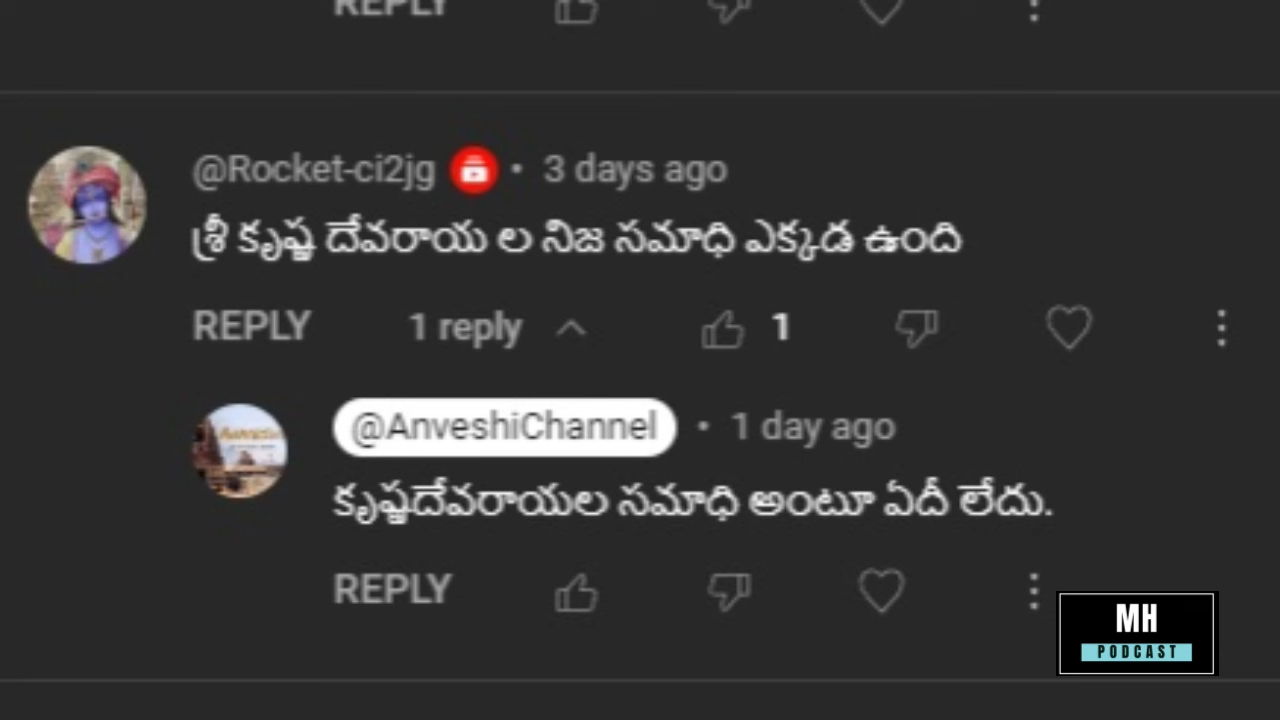 REPLY
@Rocket-ci2jg • 3 days ago
శ్రీ కృష్ణ దేవరాయ ల నిజ సమాధి ఎక్కడ ఉంది
REPLY 1 reply 1
@AnveshiChannel • 1 day ago
కృష్ణదేవరాయల సమాధి అంటూ ఏదీ లేదు.
REPLY
MH
PODCAST